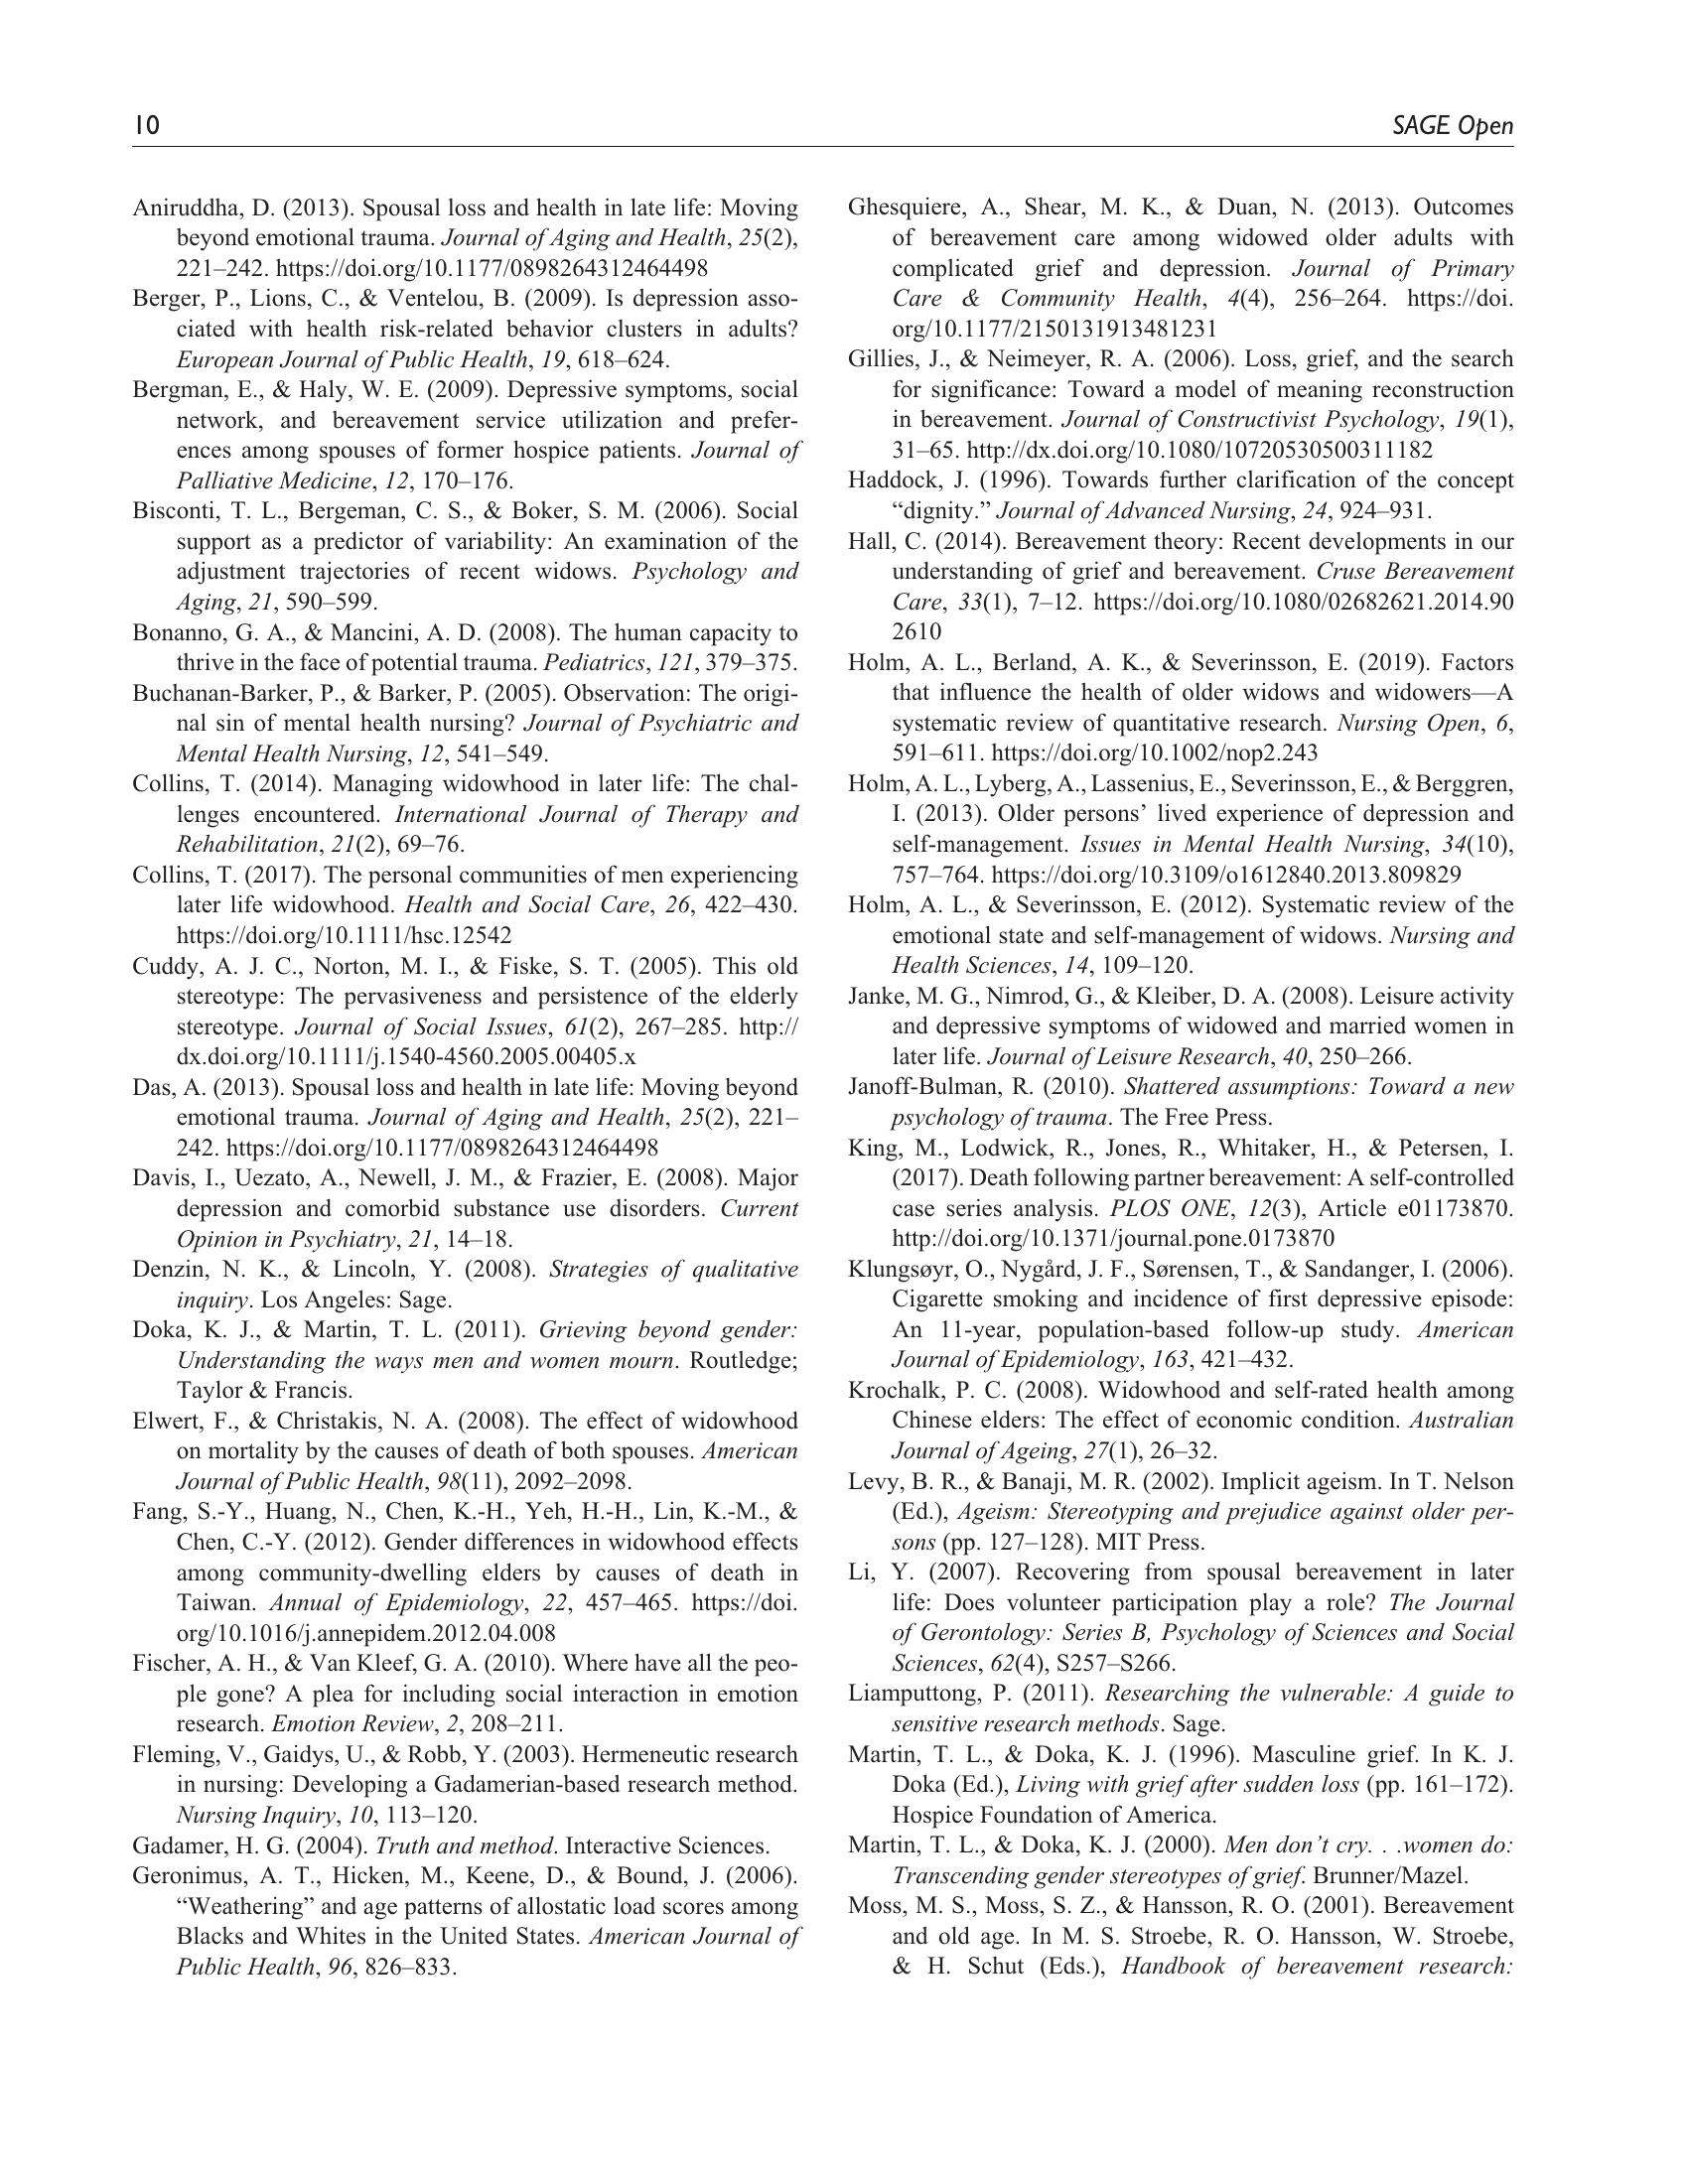 10
SAGE Open
Aniruddha, D. (2013). Spousal loss and health in late life: Moving
beyond emotional trauma. Journal of Aging and Health, 25(2),
221–242. https://doi.org/10.1177/0898264312464498
Berger, P., Lions, C., & Ventelou, B. (2009). Is depression asso-
ciated with health risk-related behavior clusters in adults?
European Journal of Public Health, 19, 618–624.
Bergman, E., & Haly, W. E. (2009). Depressive symptoms, social
network, and bereavement service utilization and prefer-
ences among spouses of former hospice patients. Journal of
Palliative Medicine, 12, 170–176.
Bisconti, T. L., Bergeman, C. S., & Boker, S. M. (2006). Social
support as a predictor of variability: An examination of the
adjustment trajectories of recent widows. Psychology and
Aging, 21, 590–599.
Bonanno, G. A., & Mancini, A. D. (2008). The human capacity to
thrive in the face of potential trauma. Pediatrics, 121, 379–375.
Buchanan-Barker, P., & Barker, P. (2005). Observation: The origi-
nal sin of mental health nursing? Journal of Psychiatric and
Mental Health Nursing, 12, 541–549.
Collins, T. (2014). Managing widowhood in later life: The chal-
lenges encountered. International Journal of Therapy and
Rehabilitation, 21(2), 69–76.
Collins, T. (2017). The personal communities of men experiencing
later life widowhood. Health and Social Care, 26, 422–430.
https://doi.org/10.1111/hsc.12542
Cuddy, A. J. C., Norton, M. I., & Fiske, S. T. (2005). This old
stereotype: The pervasiveness and persistence of the elderly
stereotype. Journal of Social Issues, 61(2), 267–285. http://
dx.doi.org/10.1111/j.1540-4560.2005.00405.x
Das, A. (2013). Spousal loss and health in late life: Moving beyond
emotional trauma. Journal of Aging and Health, 25(2), 221–
242. https://doi.org/10.1177/0898264312464498
Davis, I., Uezato, A., Newell, J. M., & Frazier, E. (2008). Major
depression and comorbid substance use disorders. Current
Opinion in Psychiatry, 21, 14–18.
Denzin, N. K., & Lincoln, Y. (2008). Strategies of qualitative
inquiry. Los Angeles: Sage.
Doka, K. J., & Martin, T. L. (2011). Grieving beyond gender:
Understanding the ways men and women mourn. Routledge;
Taylor & Francis.
Elwert, F., & Christakis, N. A. (2008). The effect of widowhood
on mortality by the causes of death of both spouses. American
Journal of Public Health, 98(11), 2092–2098.
Fang, S.-Y., Huang, N., Chen, K.-H., Yeh, H.-H., Lin, K.-M., &
Chen, C.-Y. (2012). Gender differences in widowhood effects
among community-dwelling elders by causes of death in
Taiwan. Annual of Epidemiology, 22, 457–465. https://doi.
org/10.1016/j.annepidem.2012.04.008
Fischer, A. H., & Van Kleef, G. A. (2010). Where have all the peo-
ple gone? A plea for including social interaction in emotion
research. Emotion Review, 2, 208–211.
Fleming, V., Gaidys, U., & Robb, Y. (2003). Hermeneutic research
in nursing: Developing a Gadamerian-based research method.
Nursing Inquiry, 10, 113–120.
Gadamer, H. G. (2004). Truth and method. Interactive Sciences.
Geronimus, A. T., Hicken, M., Keene, D., & Bound, J. (2006).
“Weathering” and age patterns of allostatic load scores among
Blacks and Whites in the United States. American Journal of
Public Health, 96, 826–833.
Ghesquiere, A., Shear, M. K., & Duan, N. (2013). Outcomes
of bereavement care among widowed older adults with
complicated grief and depression. Journal of Primary
Care & Community Health, 4(4), 256–264. https://doi.
org/10.1177/2150131913481231
Gillies, J., & Neimeyer, R. A. (2006). Loss, grief, and the search
for significance: Toward a model of meaning reconstruction
in bereavement. Journal of Constructivist Psychology, 19(1),
31–65. http://dx.doi.org/10.1080/10720530500311182
Haddock, J. (1996). Towards further clarification of the concept
“dignity.” Journal of Advanced Nursing, 24, 924–931.
Hall, C. (2014). Bereavement theory: Recent developments in our
understanding of grief and bereavement. Cruse Bereavement
Care, 33(1), 7–12. https://doi.org/10.1080/02682621.2014.90
2610
Holm, A. L., Berland, A. K., & Severinsson, E. (2019). Factors
that influence the health of older widows and widowers—A
systematic review of quantitative research. Nursing Open, 6,
591–611. https://doi.org/10.1002/nop2.243
Holm, A. L., Lyberg, A., Lassenius, E., Severinsson, E., & Berggren,
I. (2013). Older persons’ lived experience of depression and
self-management. Issues in Mental Health Nursing, 34(10),
757–764. https://doi.org/10.3109/o1612840.2013.809829
Holm, A. L., & Severinsson, E. (2012). Systematic review of the
emotional state and self-management of widows. Nursing and
Health Sciences, 14, 109–120.
Janke, M. G., Nimrod, G., & Kleiber, D. A. (2008). Leisure activity
and depressive symptoms of widowed and married women in
later life. Journal of Leisure Research, 40, 250–266.
Janoff-Bulman, R. (2010). Shattered assumptions: Toward a new
psychology of trauma. The Free Press.
King, M., Lodwick, R., Jones, R., Whitaker, H., & Petersen, I.
(2017). Death following partner bereavement: A self-controlled
case series analysis. PLOS ONE, 12(3), Article e01173870.
http://doi.org/10.1371/journal.pone.0173870
Klungsøyr, O., Nygård, J. F., Sørensen, T., & Sandanger, I. (2006).
Cigarette smoking and incidence of first depressive episode:
An 11-year, population-based follow-up study. American
Journal of Epidemiology, 163, 421–432.
Krochalk, P. C. (2008). Widowhood and self-rated health among
Chinese elders: The effect of economic condition. Australian
Journal of Ageing, 27(1), 26–32.
Levy, B. R., & Banaji, M. R. (2002). Implicit ageism. In T. Nelson
(Ed.), Ageism: Stereotyping and prejudice against older per-
sons (pp. 127–128). MIT Press.
Li, Y. (2007). Recovering from spousal bereavement in later
life: Does volunteer participation play a role? The Journal
of Gerontology: Series B, Psychology of Sciences and Social
Sciences, 62(4), S257–S266.
Liamputtong, P. (2011). Researching the vulnerable: A guide to
sensitive research methods. Sage.
Martin, T. L., & Doka, K. J. (1996). Masculine grief. In K. J.
Doka (Ed.), Living with grief after sudden loss (pp. 161–172).
Hospice Foundation of America.
Martin, T. L., & Doka, K. J. (2000). Men don’t cry. . .women do:
Transcending gender stereotypes of grief. Brunner/Mazel.
Moss, M. S., Moss, S. Z., & Hansson, R. O. (2001). Bereavement
and old age. In M. S. Stroebe, R. O. Hansson, W. Stroebe,
& H. Schut (Eds.), Handbook of bereavement research: